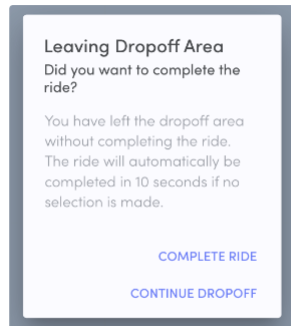 Leaving Dropoff Area
Did you want to complete the
ride?
You have left the dropoff area
without completing the ride.
The ride will automatically be
completed in 10 seconds if no
selection is made.
COMPLETE RIDE
CONTINUE DROPOFF